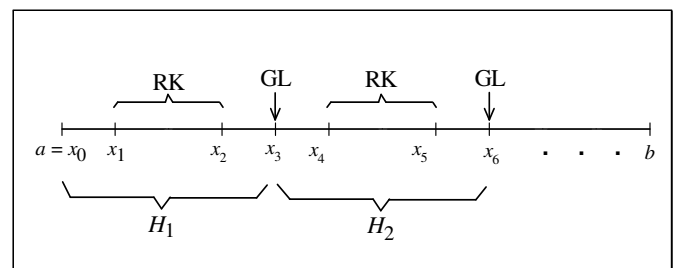 RK GL RK GL
a = x₀ x₁ x₂ x₃ x₄ x₅ x₆ . . . b
H₁ H₂